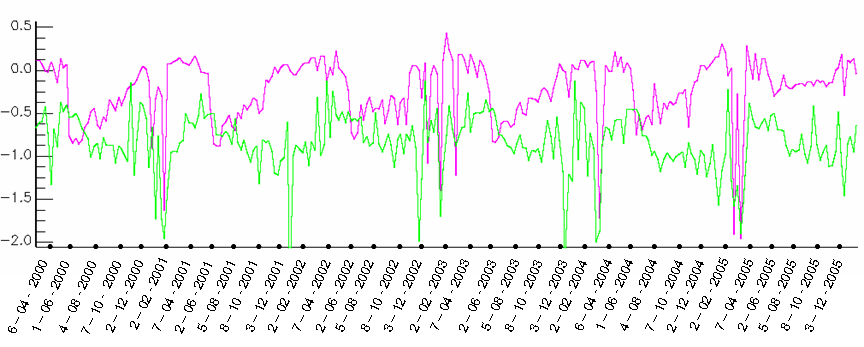 0.5
0.0
-0.5
-1.0
-1.5
-2.0
6 - 04 - 2000
1 - 06 - 2000
4 - 08 - 2000
7 - 10 - 2000
2 - 12 - 2000
2 - 02 - 2001
7 - 04 - 2001
2 - 06 - 2001
5 - 08 - 2001
8 - 10 - 2001
3 - 12 - 2001
6 - 04 - 2002
2 - 06 - 2002
5 - 08 - 2002
8 - 10 - 2002
3 - 12 - 2002
2 - 02 - 2003
7 - 04 - 2003
2 - 06 - 2003
5 - 08 - 2003
8 - 10 - 2003
3 - 12 - 2003
2 - 02 - 2004
6 - 04 - 2004
1 - 06 - 2004
4 - 08 - 2004
7 - 10 - 2004
2 - 12 - 2004
2 - 02 - 2005
7 - 04 - 2005
2 - 06 - 2005
5 - 08 - 2005
8 - 10 - 2005
3 - 12 - 2005